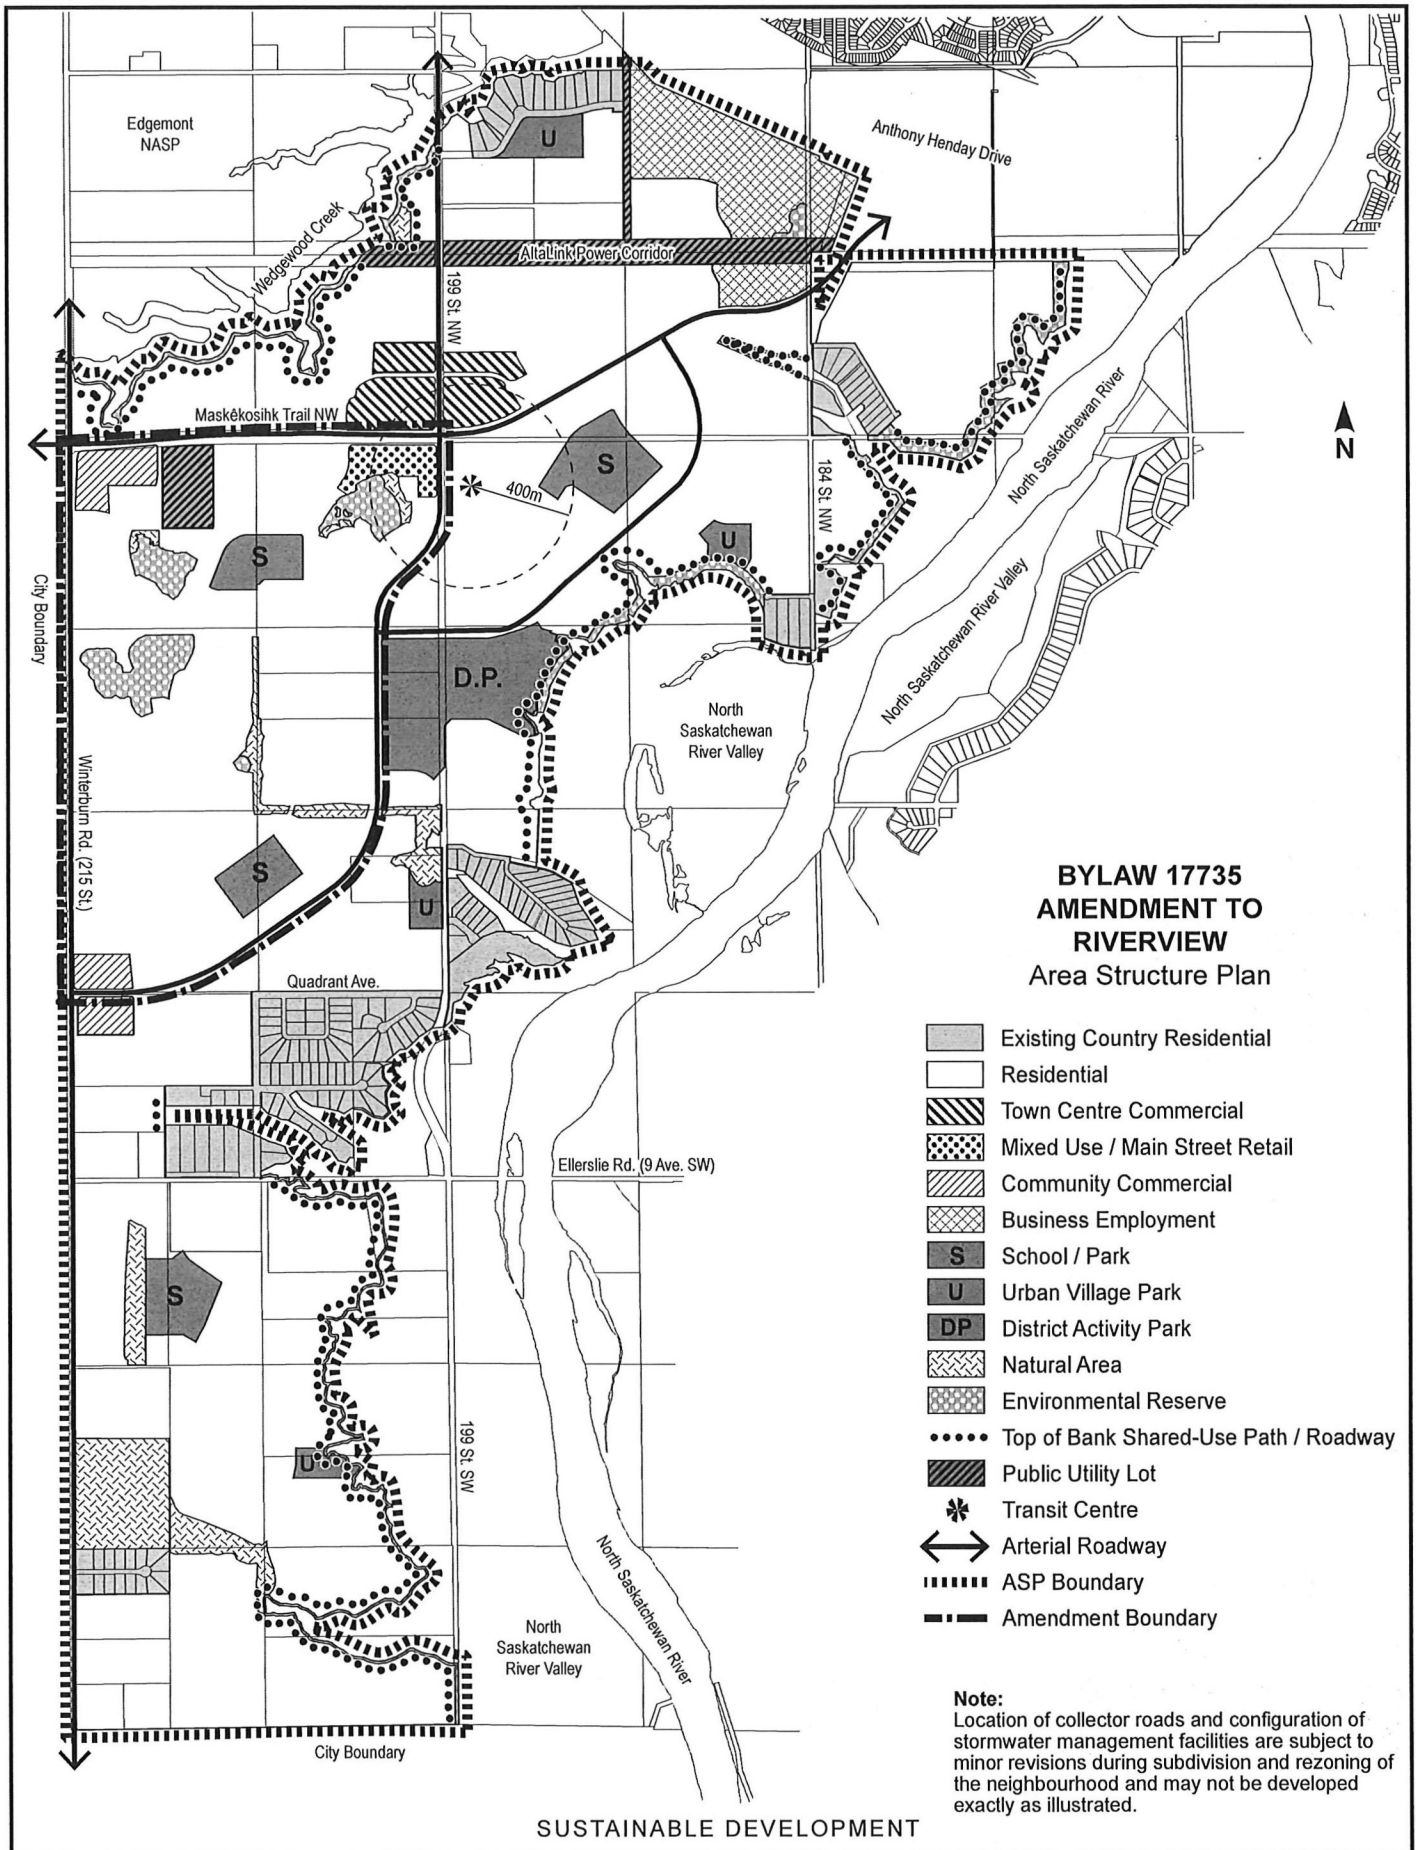 Edgemont
NASP
U
Anthony Henday Drive
Wedgewood Creek
AltaLink Power Corridor
199 St. NW
Maskêkosihk Trail NW
North Saskatchewan River
N
S
400m
184 St. NW
U
S
City Boundary
North Saskatchewan River Valley
D.P.
North
Saskatchewan
River Valley
Winterburn Rd. (215 St.)
S
U
Quadrant Ave.
Ellerslie Rd. (9 Ave. SW)
S
199 St. SW
U
North Saskatchewan River
North
Saskatchewan
River Valley
City Boundary
BYLAW 17735
AMENDMENT TO
RIVERVIEW
Area Structure Plan
Existing Country Residential
Residential
Town Centre Commercial
Mixed Use / Main Street Retail
Community Commercial
Business Employment
S School / Park
U Urban Village Park
DP District Activity Park
Natural Area
Environmental Reserve
Top of Bank Shared-Use Path / Roadway
Public Utility Lot
Transit Centre
Arterial Roadway
ASP Boundary
Amendment Boundary
Note:
Location of collector roads and configuration of
stormwater management facilities are subject to
minor revisions during subdivision and rezoning of
the neighbourhood and may not be developed
exactly as illustrated.
SUSTAINABLE DEVELOPMENT